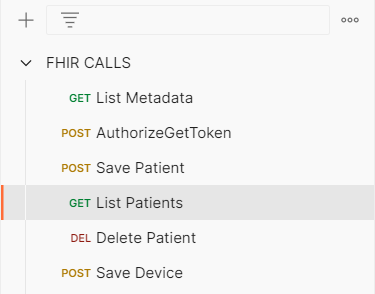 FHIR CALLS
GET List Metadata
POST AuthorizeGetToken
POST Save Patient
GET List Patients
DEL Delete Patient
POST Save Device